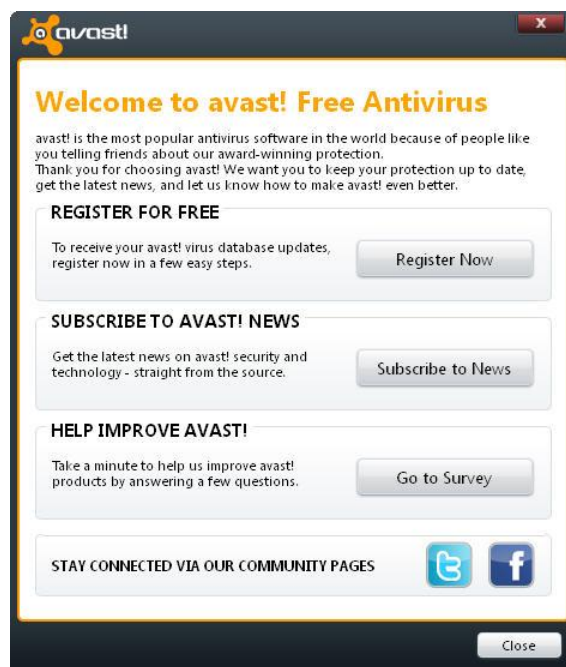 avast!
X
Welcome to avast! Free Antivirus
avast! is the most popular antivirus software in the world because of people like
you telling friends about our award-winning protection.
Thank you for choosing avast! We want you to keep your protection up to date,
get the latest news, and let us know how to make avast! even better.
REGISTER FOR FREE
To receive your avast! virus database updates,
register now in a few easy steps.
Register Now
SUBSCRIBE TO AVAST! NEWS
Get the latest news on avast! security and
technology - straight from the source.
Subscribe to News
HELP IMPROVE AVAST!
Take a minute to help us improve avast!
products by answering a few questions.
Go to Survey
STAY CONNECTED VIA OUR COMMUNITY PAGES
Close